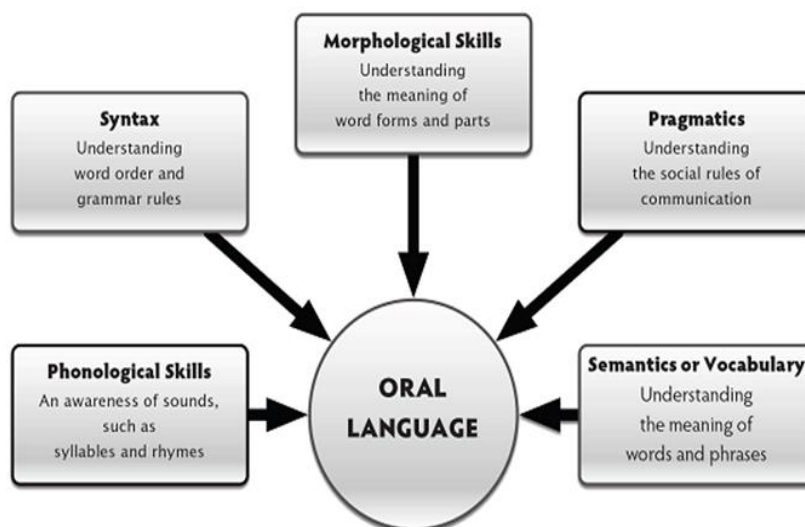 Morphological Skills
Understanding
the meaning of
word forms and parts
Syntax
Understanding
word order and
grammar rules
Pragmatics
Understanding
the social rules of
communication
Phonological Skills
An awareness of sounds,
such as
syllables and rhymes
ORAL
LANGUAGE
Semantics or Vocabulary
Understanding
the meaning of
words and phrases